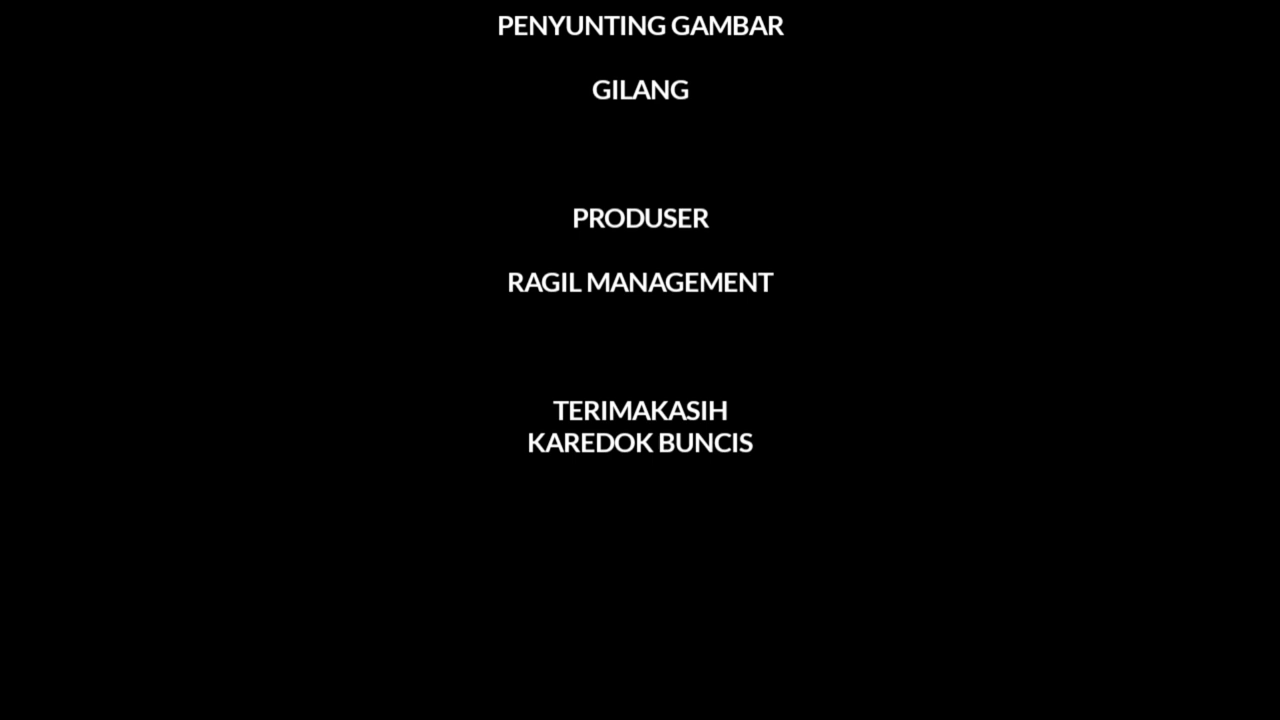 PENYUNTING GAMBAR
GILANG
PRODUSER
RAGIL MANAGEMENT
TERIMAKASIH
KAREDOK BUNCIS